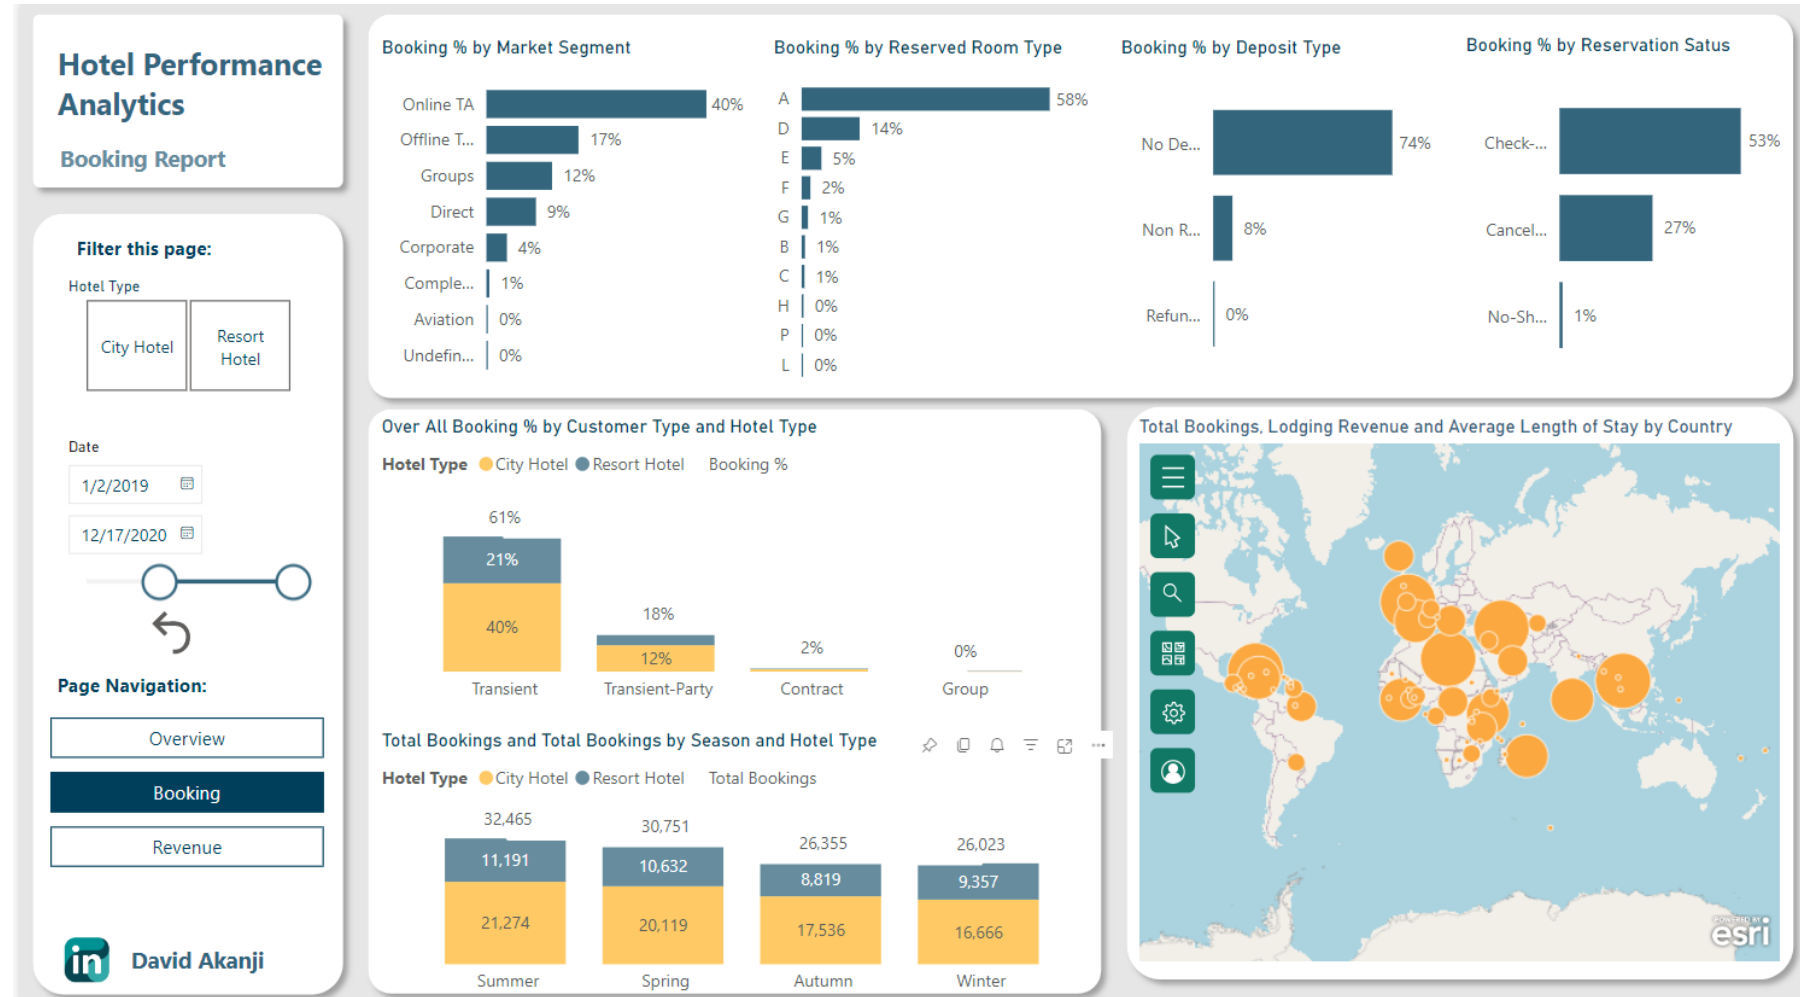 Hotel Performance
Analytics
Booking Report
Filter this page:
Hotel Type
City Hotel
Resort
Hotel
Date
1/2/2019
12/17/2020
Page Navigation:
Overview
Booking
Revenue
in
David Akanji
Booking % by Market Segment
Online TA 40%
Offline T... 17%
Groups 12%
Direct 9%
Corporate 4%
Comple... 1%
Aviation 0%
Undefin... 0%
Booking % by Reserved Room Type
A 58%
D 14%
E 5%
F 2%
G 1%
B 1%
C 1%
H 0%
P 0%
L 0%
Booking % by Deposit Type
No De... 74%
Non R... 8%
Refun... 0%
Booking % by Reservation Satus
Check-... 53%
Cancel... 27%
No-Sh... 1%
Over All Booking % by Customer Type and Hotel Type
Hotel Type City Hotel Resort Hotel Booking %
61%
21%
40%
18%
12%
2%
0%
Transient Transient-Party Contract Group
Total Bookings and Total Bookings by Season and Hotel Type
Hotel Type City Hotel Resort Hotel Total Bookings
32,465 30,751 26,355 26,023
11,191 10,632 8,819 9,357
21,274 20,119 17,536 16,666
Summer Spring Autumn Winter
Total Bookings, Lodging Revenue and Average Length of Stay by Country
POWERED BY
esri